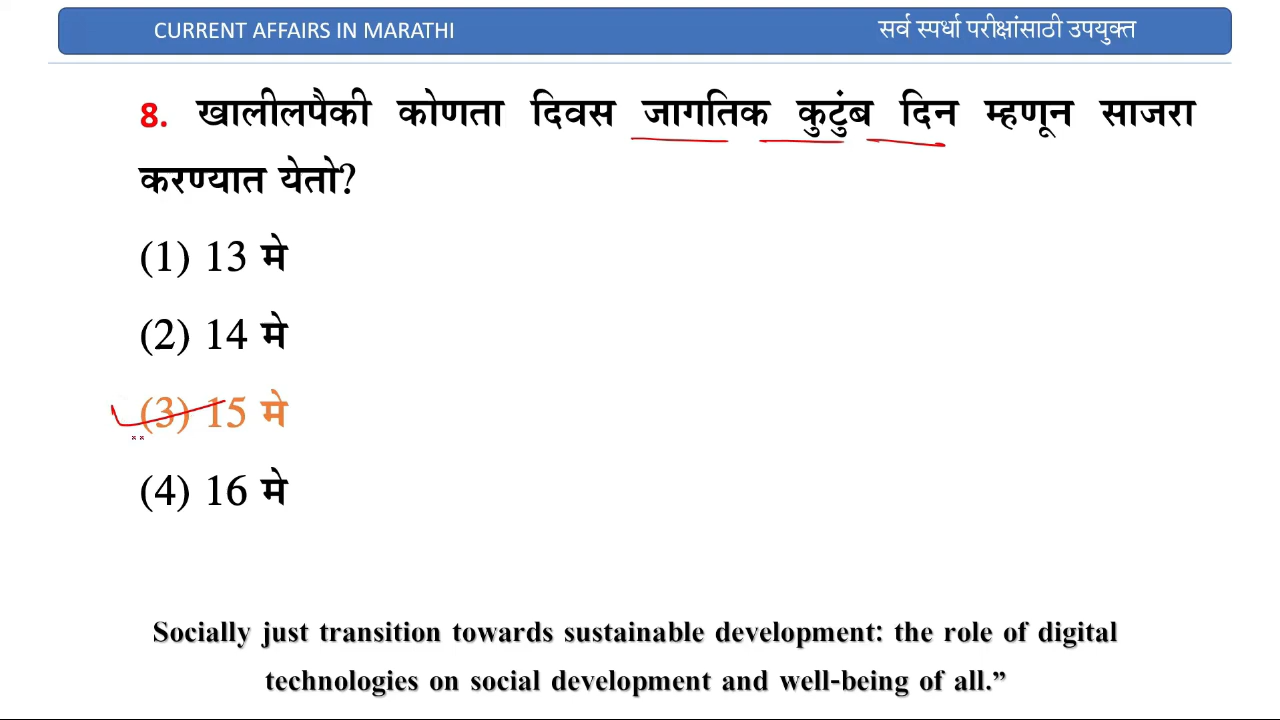 CURRENT AFFAIRS IN MARATHI
सर्व स्पर्धा परीक्षांसाठी उपयुक्त
8. खालीलपैकी कोणता दिवस जागतिक कुटुंब दिन म्हणून साजरा
करण्यात येतो?
(1) 13 मे
(2) 14 मे
(3) 15 मे
(4) 16 मे
Socially just transition towards sustainable development: the role of digital
technologies on social development and well-being of all.”